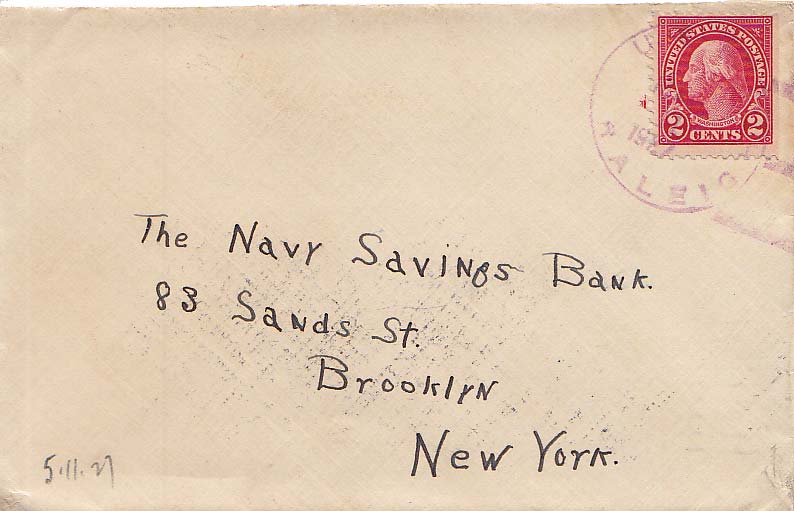 UNITED STATES POSTAGE
WASHINGTON
2 CENTS 2
RALEIG
The Navy Savings Bank.
83 Sands St.
Brooklyn
New York.
5.11.27